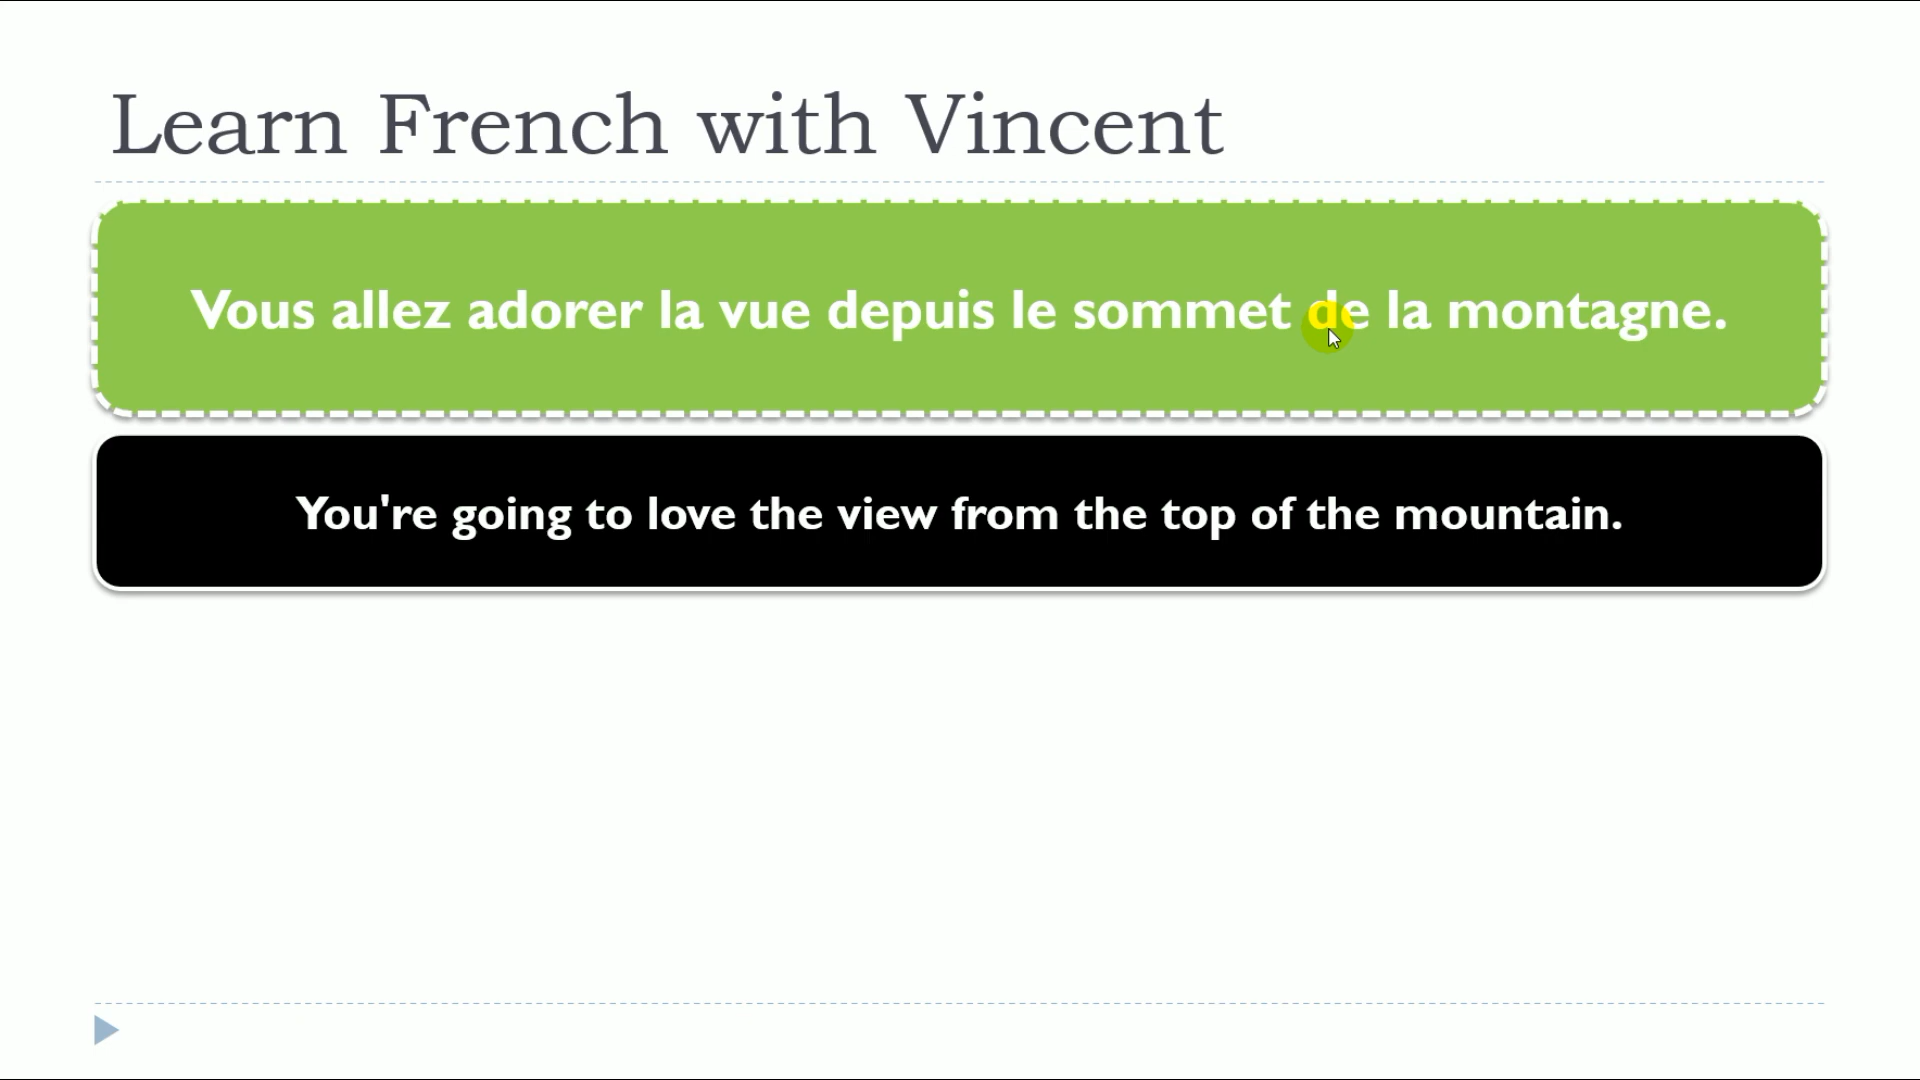 Learn French with Vincent
Vous allez adorer la vue depuis le sommet de la montagne.
You're going to love the view from the top of the mountain.